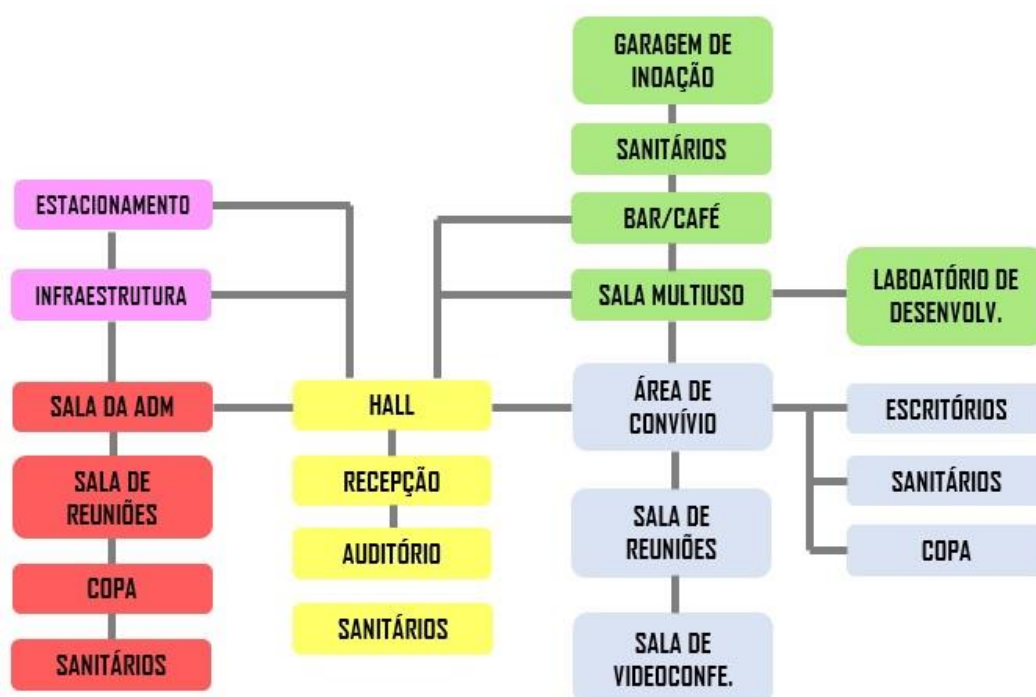 GARAGEM DE
INOAÇÃO
SANITÁRIOS
ESTACIONAMENTO
BAR/CAFÉ
INFRAESTRUTURA
SALA MULTIUSO
LABOATÓRIO DE
DESENVOLV.
SALA DA ADM
HALL
ÁREA DE
CONVÍVIO
ESCRITÓRIOS
SALA DE
REUNIÕES
RECEPÇÃO
SANITÁRIOS
SALA DE
REUNIÕES
AUDITÓRIO
COPA
COPA
SANITÁRIOS
SANITÁRIOS
SALA DE
VIDEOCONFE.